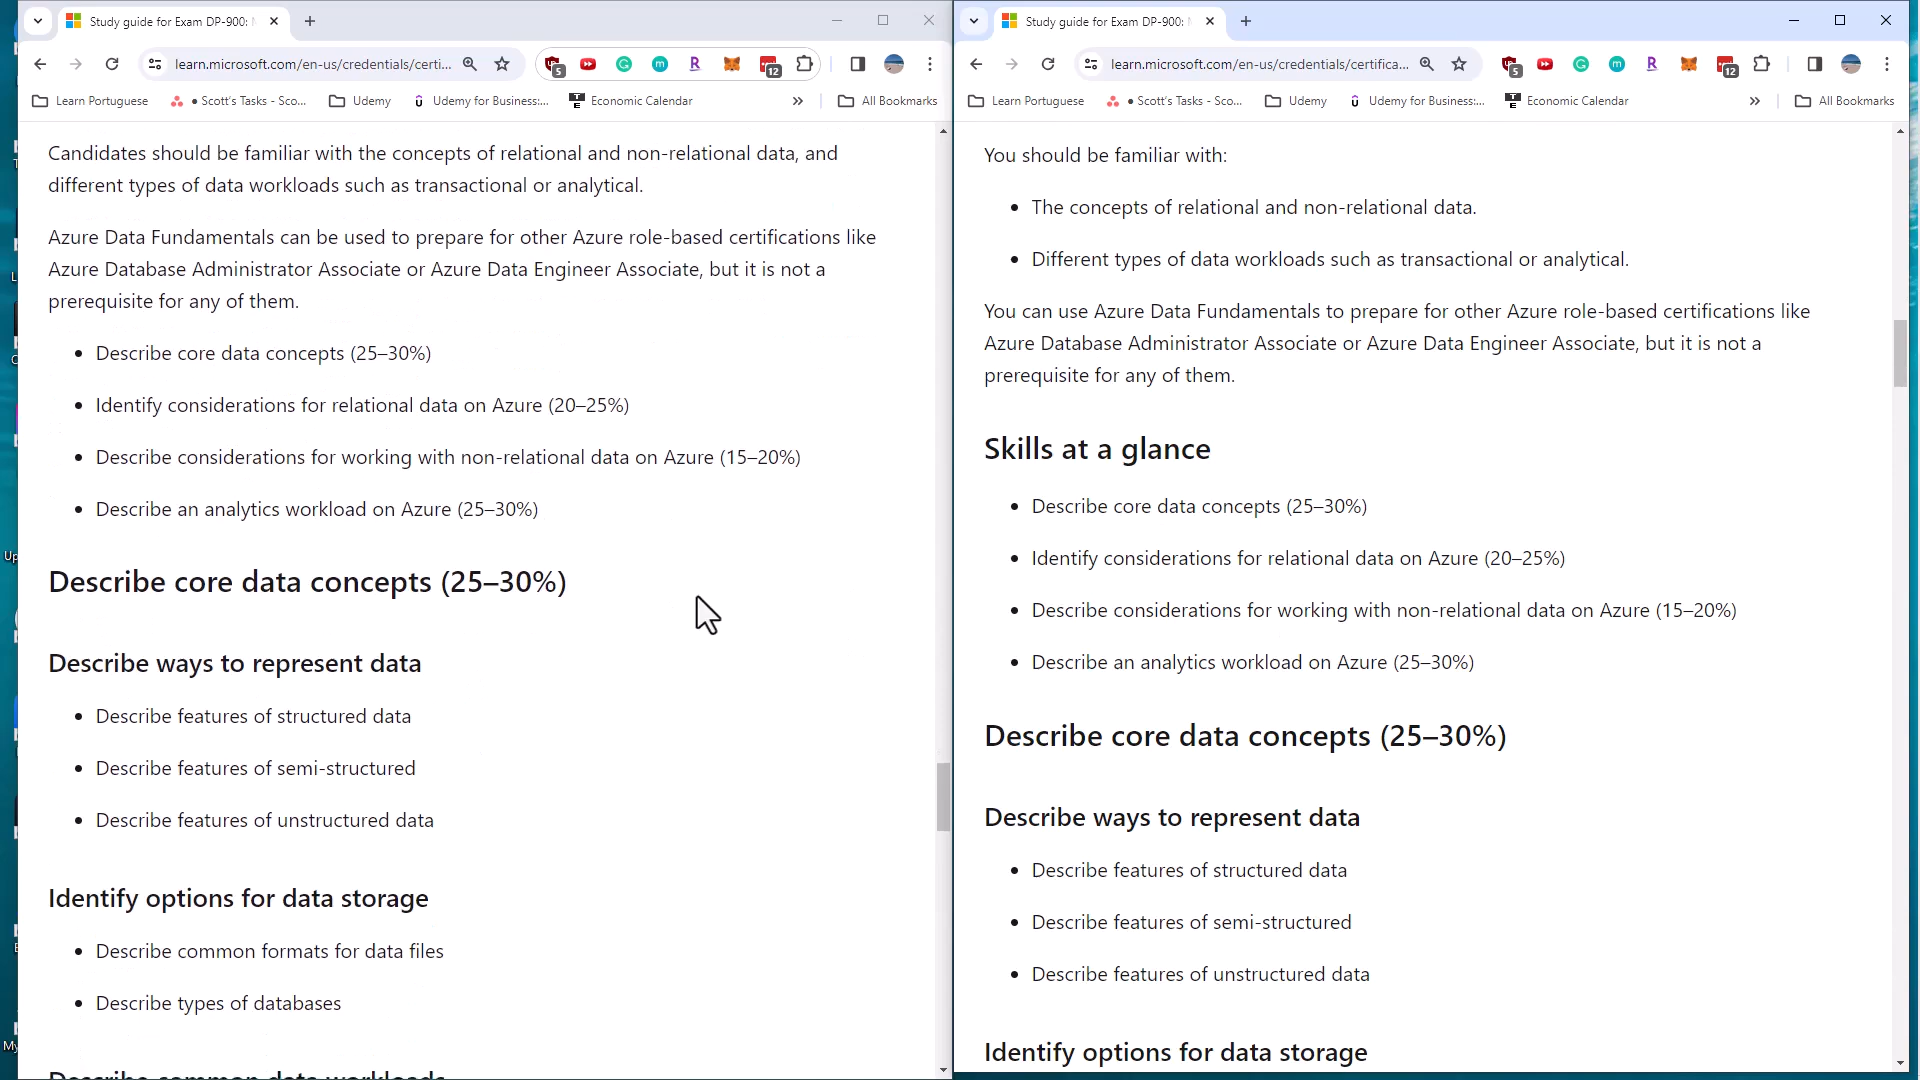 Study guide for Exam DP-900:
learn.microsoft.com/en-us/credentials/certi...
5
12
Learn Portuguese
• Scott's Tasks - Sco...
Udemy
Udemy for Business:...
Economic Calendar
All Bookmarks
Candidates should be familiar with the concepts of relational and non-relational data, and
different types of data workloads such as transactional or analytical.
Azure Data Fundamentals can be used to prepare for other Azure role-based certifications like
Azure Database Administrator Associate or Azure Data Engineer Associate, but it is not a
prerequisite for any of them.
• Describe core data concepts (25–30%)
• Identify considerations for relational data on Azure (20–25%)
• Describe considerations for working with non-relational data on Azure (15–20%)
• Describe an analytics workload on Azure (25–30%)
Describe core data concepts (25–30%)
Describe ways to represent data
• Describe features of structured data
• Describe features of semi-structured
• Describe features of unstructured data
Identify options for data storage
• Describe common formats for data files
• Describe types of databases
Describe common data workloads
Study guide for Exam DP-900:
learn.microsoft.com/en-us/credentials/certifica...
5
12
Learn Portuguese
• Scott's Tasks - Sco...
Udemy
Udemy for Business:...
Economic Calendar
All Bookmarks
You should be familiar with:
• The concepts of relational and non-relational data.
• Different types of data workloads such as transactional or analytical.
You can use Azure Data Fundamentals to prepare for other Azure role-based certifications like
Azure Database Administrator Associate or Azure Data Engineer Associate, but it is not a
prerequisite for any of them.
Skills at a glance
• Describe core data concepts (25–30%)
• Identify considerations for relational data on Azure (20–25%)
• Describe considerations for working with non-relational data on Azure (15–20%)
• Describe an analytics workload on Azure (25–30%)
Describe core data concepts (25–30%)
Describe ways to represent data
• Describe features of structured data
• Describe features of semi-structured
• Describe features of unstructured data
Identify options for data storage